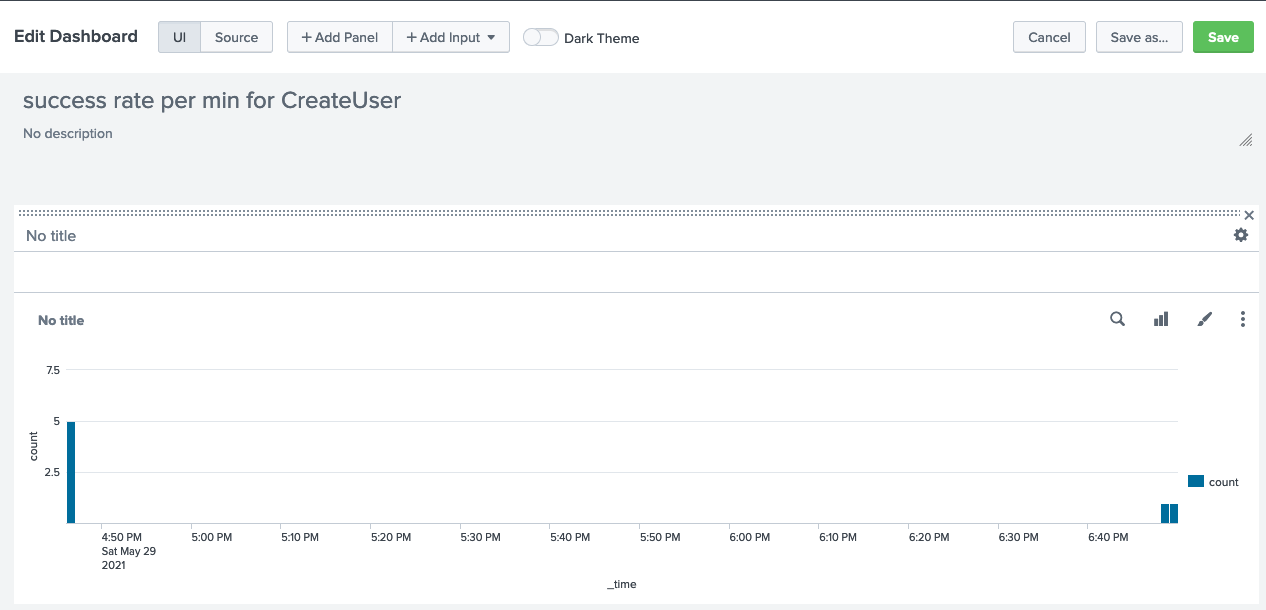 Edit Dashboard UI Source + Add Panel + Add Input Dark Theme Cancel Save as... Save
success rate per min for CreateUser
No description
No title
No title
7.5
5
2.5
count
count
4:50 PM 5:00 PM 5:10 PM 5:20 PM 5:30 PM 5:40 PM 5:50 PM 6:00 PM 6:10 PM 6:20 PM 6:30 PM 6:40 PM
Sat May 29
2021
_time